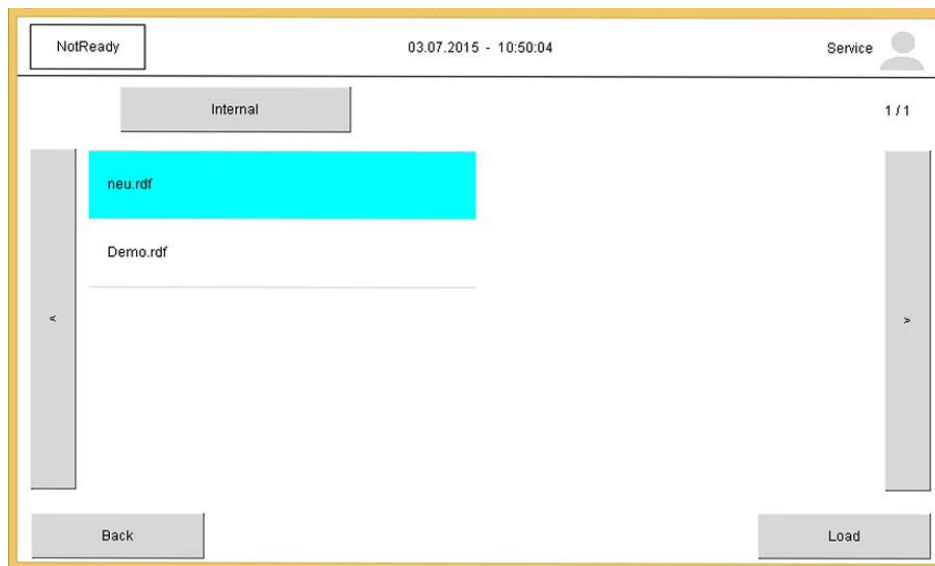 NotReady 03.07.2015 - 10:50:04 Service
Internal 1 / 1
neu.rdf
Demo.rdf
< >
Back Load